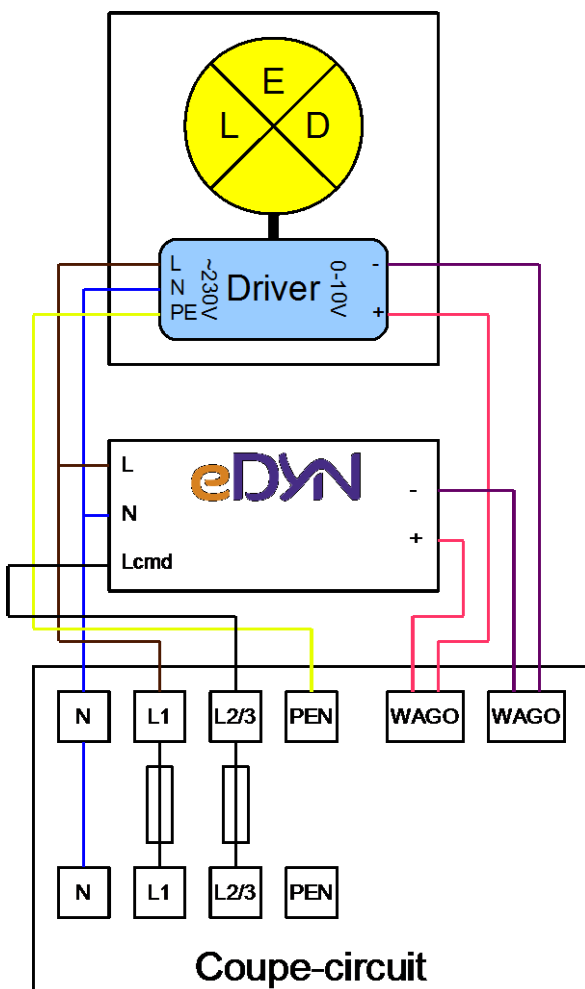 E
L D
L
N
PE
~230V
Driver
0-10V
-
+
L
N
Lcmd
eDYN
-
+
N L1 L2/3 PEN WAGO WAGO
N L1 L2/3 PEN
Coupe-circuit